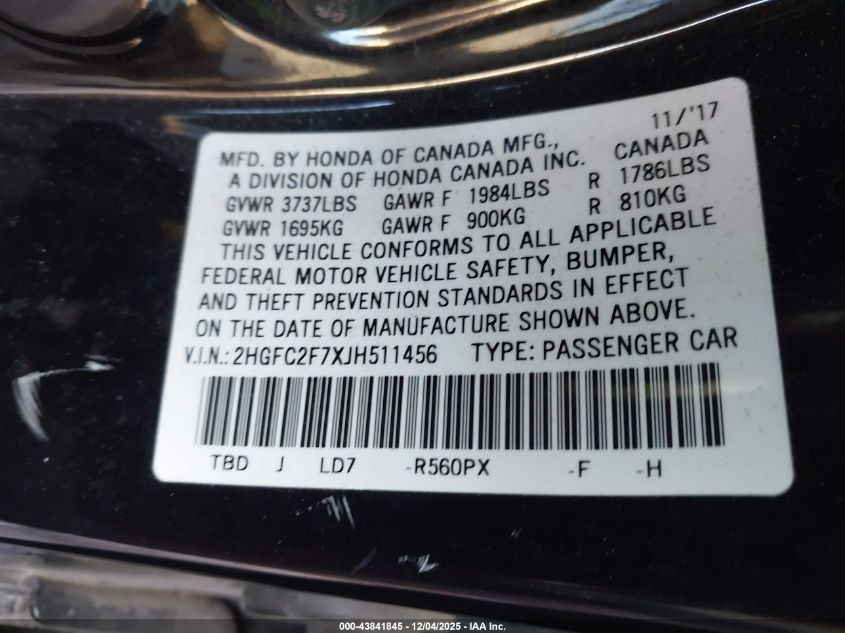 11/'17
MFD. BY HONDA OF CANADA MFG., CANADA
A DIVISION OF HONDA CANADA INC.
GVWR 3737LBS GAWR F 1984LBS R 1786LBS
GVWR 1695KG GAWR F 900KG R 810KG
THIS VEHICLE CONFORMS TO ALL APPLICABLE
FEDERAL MOTOR VEHICLE SAFETY, BUMPER,
AND THEFT PREVENTION STANDARDS IN EFFECT
ON THE DATE OF MANUFACTURE SHOWN ABOVE.
V.I.N.: 2HGFC2F7XJH511456 TYPE: PASSENGER CAR
TBD J LD7 -R560PX -F -H
000-43841845 - 12/04/2025 - IAA Inc.